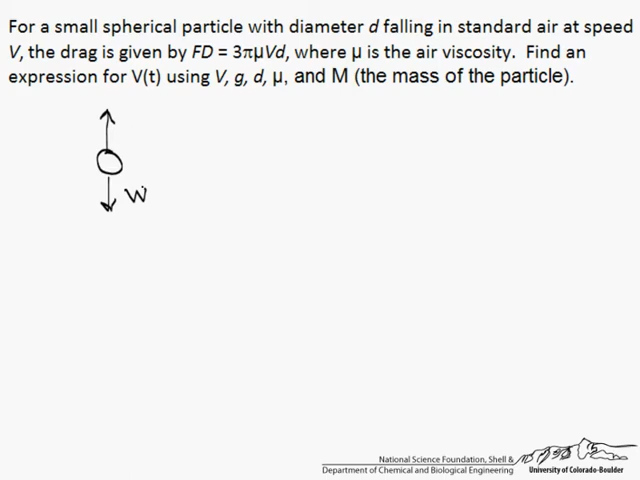 For a small spherical particle with diameter d falling in standard air at speed
V, the drag is given by FD = 3πμVd, where μ is the air viscosity.  Find an
expression for V(t) using V, g, d, μ, and M (the mass of the particle).
W
National Science Foundation, Shell &
Department of Chemical and Biological Engineering
University of Colorado-Boulder